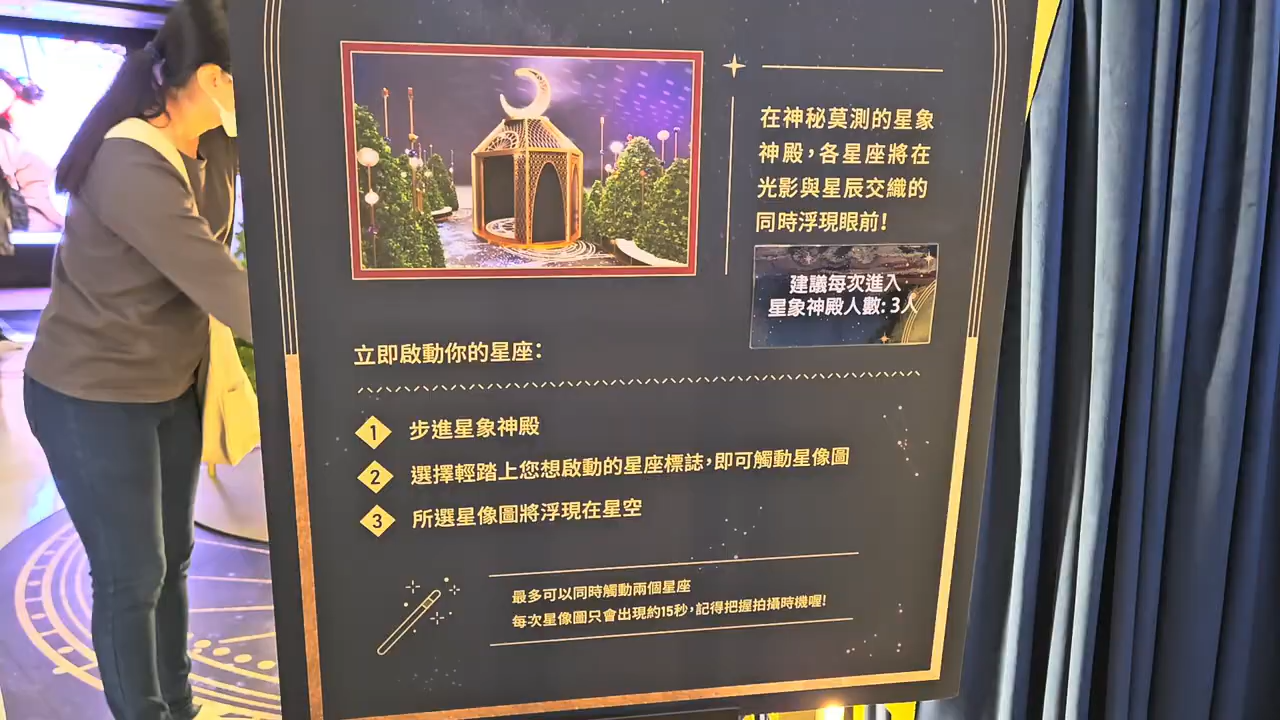 在神秘莫測的星象
神殿，各星座將在
光影與星辰交織的
同時浮現眼前！
建議每次進入
星象神殿人數: 3人
立即啟動你的星座：
1 步進星象神殿
2 選擇輕踏上您想啟動的星座標誌，即可觸動星像圖
3 所選星像圖將浮現在星空
最多可以同時觸動兩個星座
每次星像圖只會出現約15秒，記得把握拍攝時機喔！